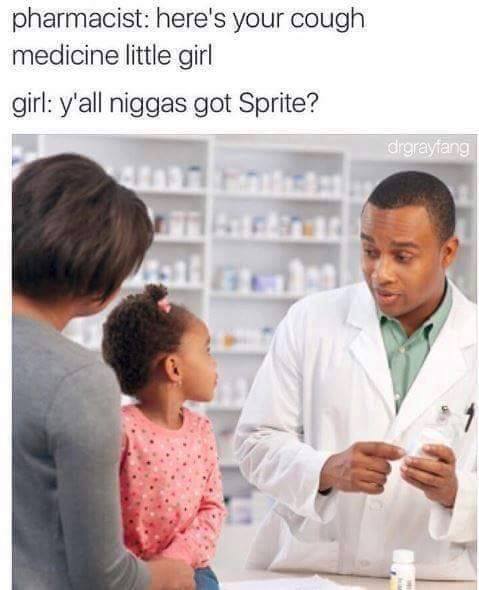 pharmacist: here's your cough
medicine little girl
girl: y'all niggas got Sprite?
drgrayfang